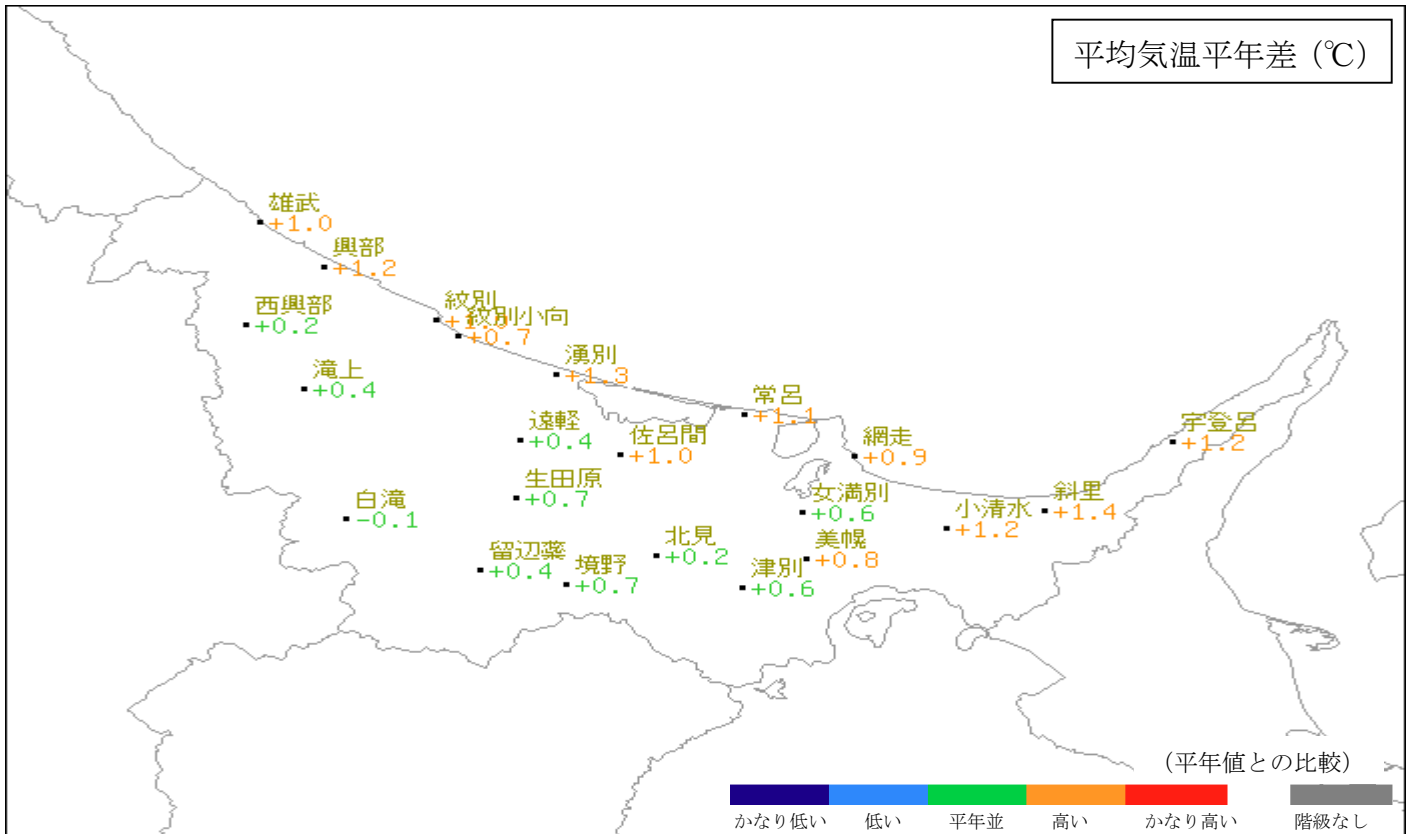 平均気温平年差（℃）
雄武
+1.0
興部
+1.2
西興部
+0.2
紋別
紋別小向
+0.7
滝上
+0.4
湧別
+1.3
常呂
+1.1
遠軽
+0.4
佐呂間
+1.0
網走
+0.9
宇登呂
+1.2
生田原
+0.7
白滝
-0.1
女満別
+0.6
小清水
+1.2
斜里
+1.4
留辺蘂
+0.4
境野
+0.7
北見
+0.2
津別
+0.6
美幌
+0.8
（平年値との比較）
かなり低い 低い 平年並 高い かなり高い 階級なし